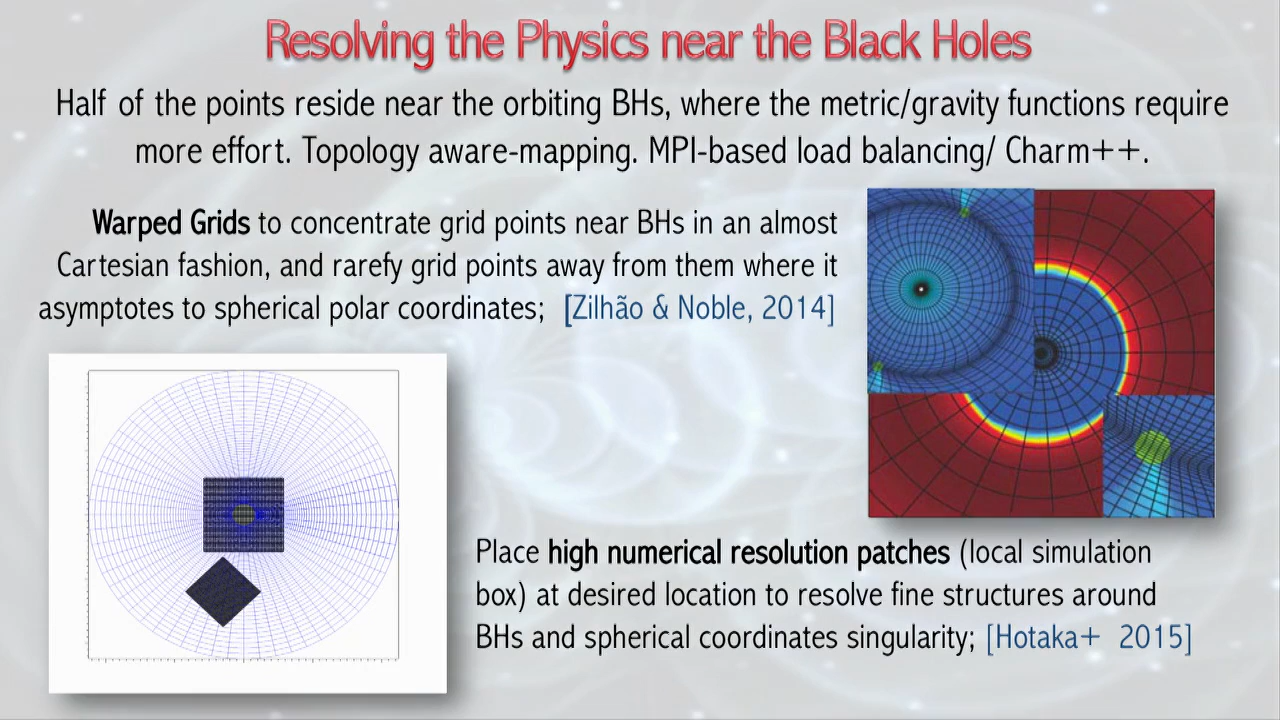 Resolving the Physics near the Black Holes
Half of the points reside near the orbiting BHs, where the metric/gravity functions require
more effort. Topology aware-mapping. MPI-based load balancing/ Charm++.
Warped Grids to concentrate grid points near BHs in an almost
Cartesian fashion, and rarefy grid points away from them where it
asymptotes to spherical polar coordinates; [Zilhão & Noble, 2014]
Place high numerical resolution patches (local simulation
box) at desired location to resolve fine structures around
BHs and spherical coordinates singularity; [Hotaka+ 2015]